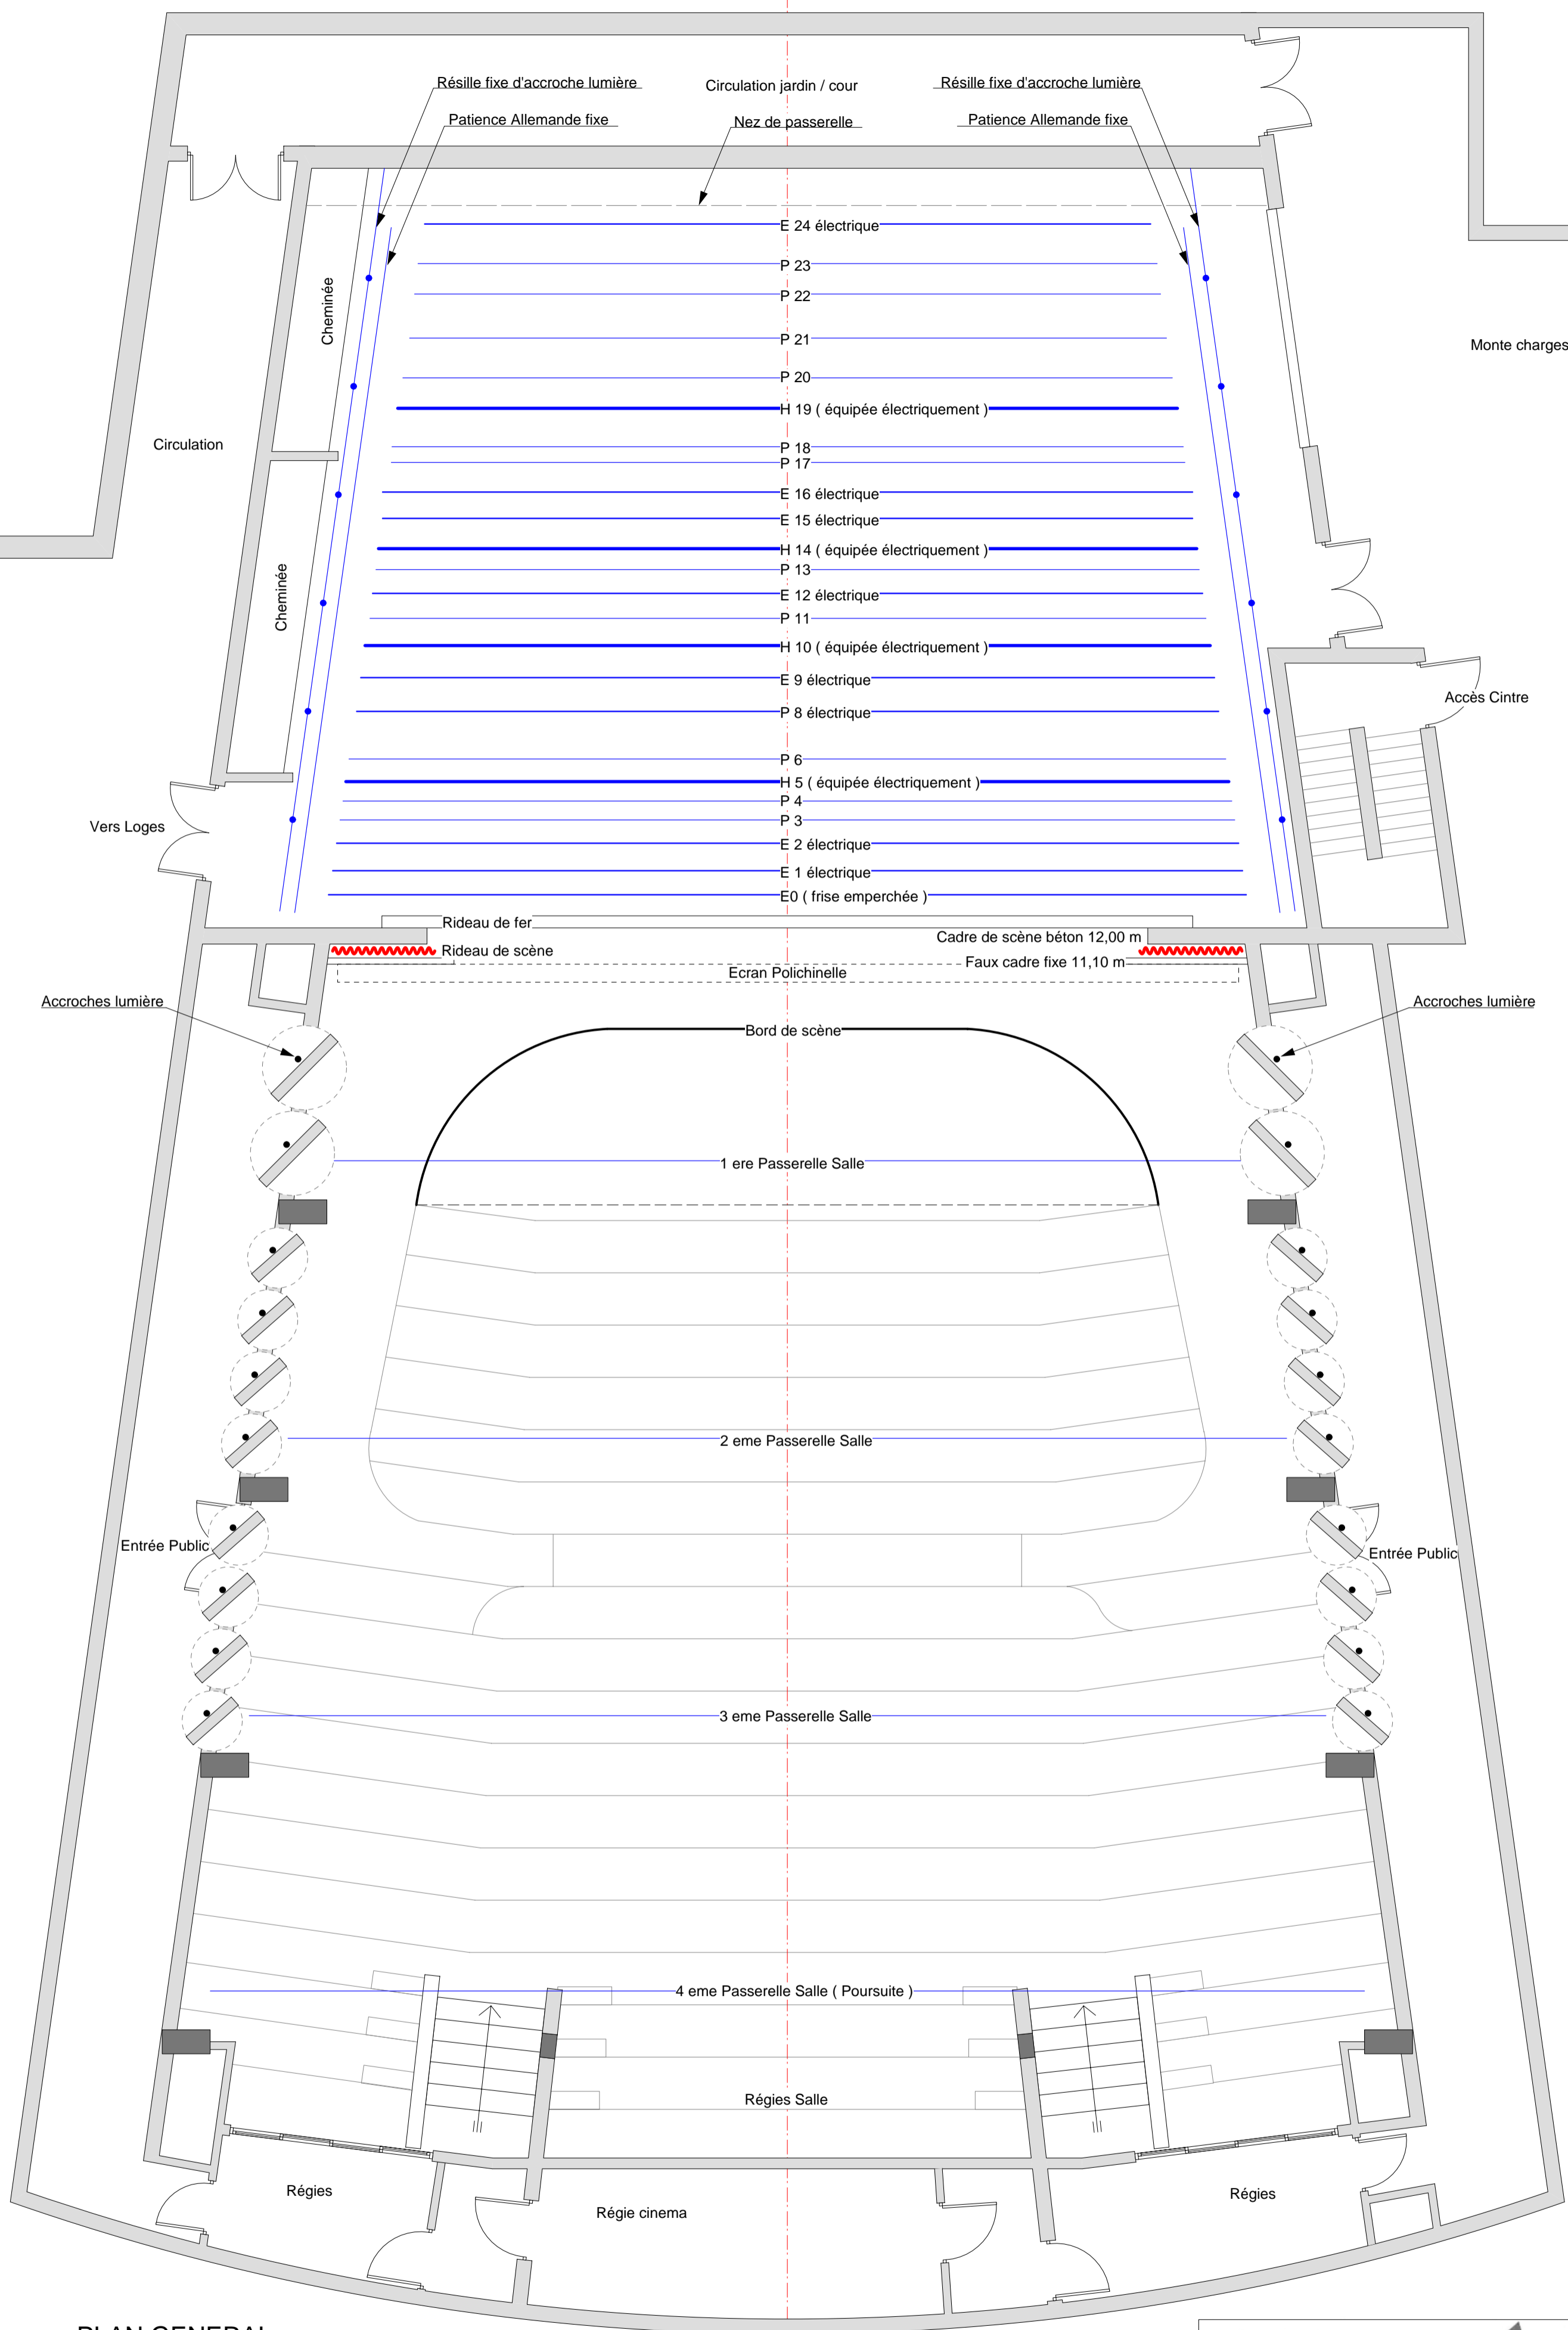 Résille fixe d'accroche lumière
Circulation jardin / cour
Résille fixe d'accroche lumière
Patience Allemande fixe
Nez de passerelle
Patience Allemande fixe
E 24 électrique
P 23
Cheminée
P 22
P 21
Monte charges
P 20
H 19 ( équipée électriquement )
Circulation
P 18
P 17
E 16 électrique
E 15 électrique
H 14 ( équipée électriquement )
P 13
Cheminée
E 12 électrique
P 11
H 10 ( équipée électriquement )
E 9 électrique
Accès Cintre
P 8 électrique
P 6
H 5 ( équipée électriquement )
P 4
P 3
Vers Loges
E 2 électrique
E 1 électrique
E0 ( frise emperchée )
Rideau de fer
Cadre de scène béton 12,00 m
Rideau de scène
Faux cadre fixe 11,10 m
Ecran Polichinelle
Accroches lumière
Accroches lumière
Bord de scène
1 ere Passerelle Salle
2 eme Passerelle Salle
Entrée Public
Entrée Public
3 eme Passerelle Salle
4 eme Passerelle Salle ( Poursuite )
Régies Salle
Régies
Régies
Régie cinema
PLAN GENERAL